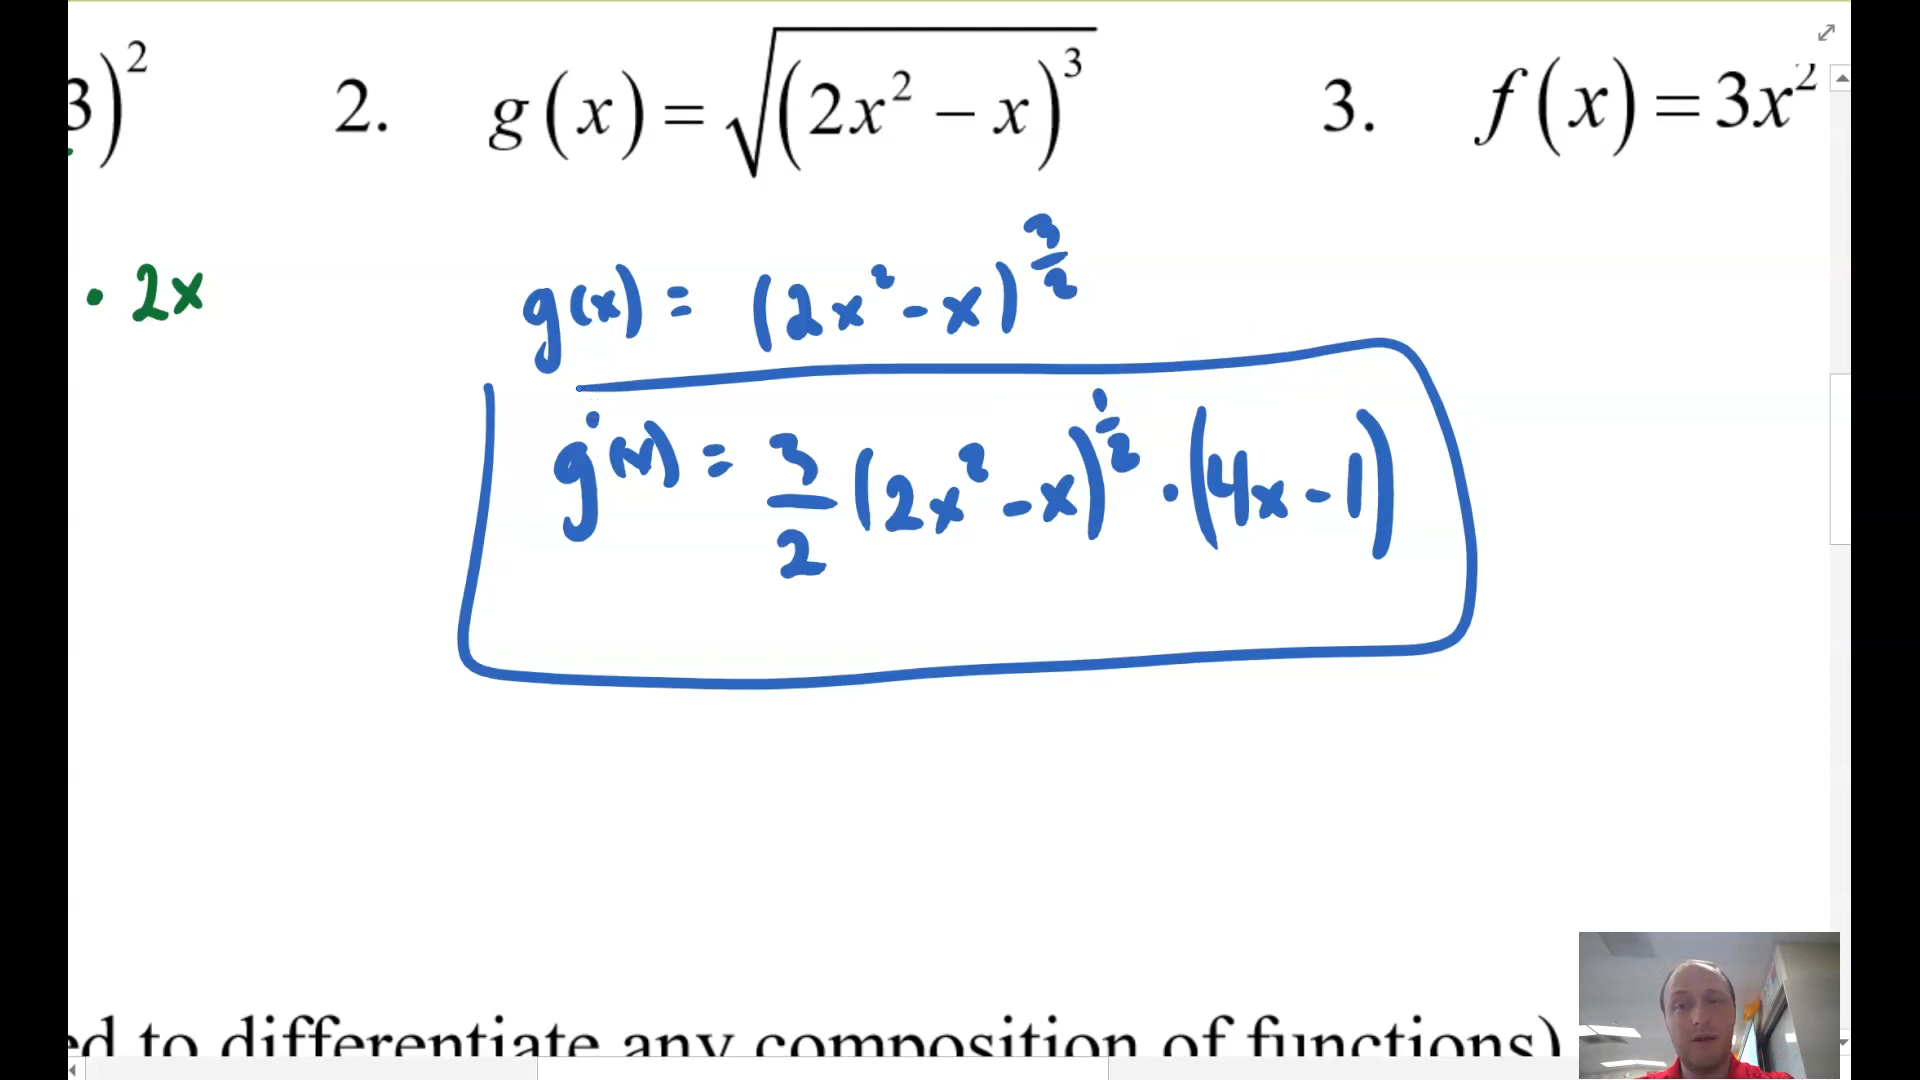 3)² 2. g(x) = √((2x² − x)³) 3. f(x) = 3x²
· 2x g(x) = (2x² - x)^(3/2)
g'(x) = 3/2 (2x² - x)^(1/2) · (4x - 1)
ed to differentiate any composition of functions)